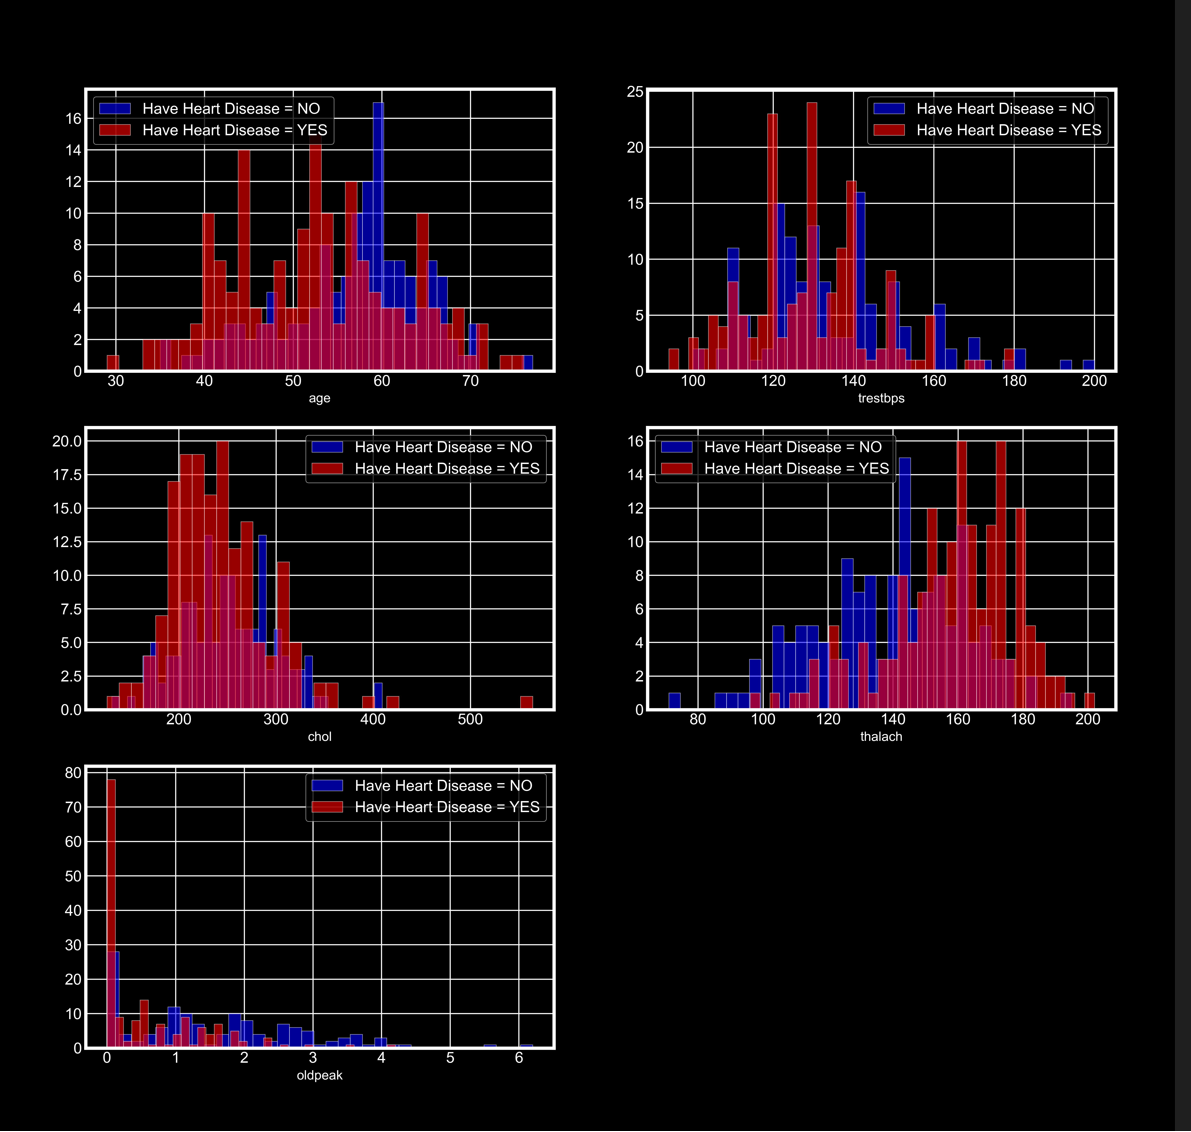 Have Heart Disease = NO
Have Heart Disease = YES
16
14
12
10
8
6
4
2
0
30 40 50 60 70
age
Have Heart Disease = NO
Have Heart Disease = YES
25
20
15
10
5
0
100 120 140 160 180 200
trestbps
Have Heart Disease = NO
Have Heart Disease = YES
20.0
17.5
15.0
12.5
10.0
7.5
5.0
2.5
0.0
200 300 400 500
chol
Have Heart Disease = NO
Have Heart Disease = YES
16
14
12
10
8
6
4
2
0
80 100 120 140 160 180 200
thalach
Have Heart Disease = NO
Have Heart Disease = YES
80
70
60
50
40
30
20
10
0
0 1 2 3 4 5 6
oldpeak